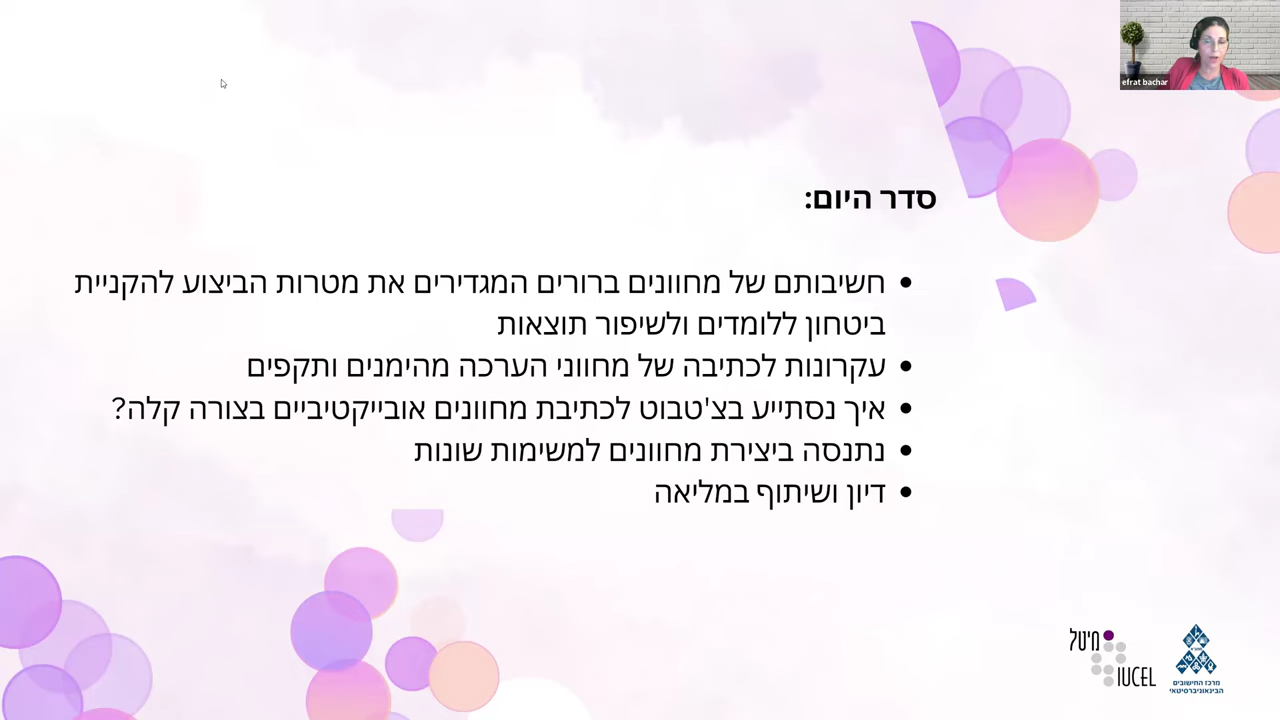 efrat bachar
סדר היום:
חשיבותם של מחוונים ברורים המגדירים את מטרות הביצוע להקניית
ביטחון ללומדים ולשיפור תוצאות
עקרונות לכתיבה של מחווני הערכה מהימנים ותקפים
איך נסתייע בצ'טבוט לכתיבת מחוונים אובייקטיביים בצורה קלה?
נתנסה ביצירת מחוונים למשימות שונות
דיון ושיתוף במליאה
מיטל
IUCEL
מרכז החישובים
הבינאוניברסיטאי